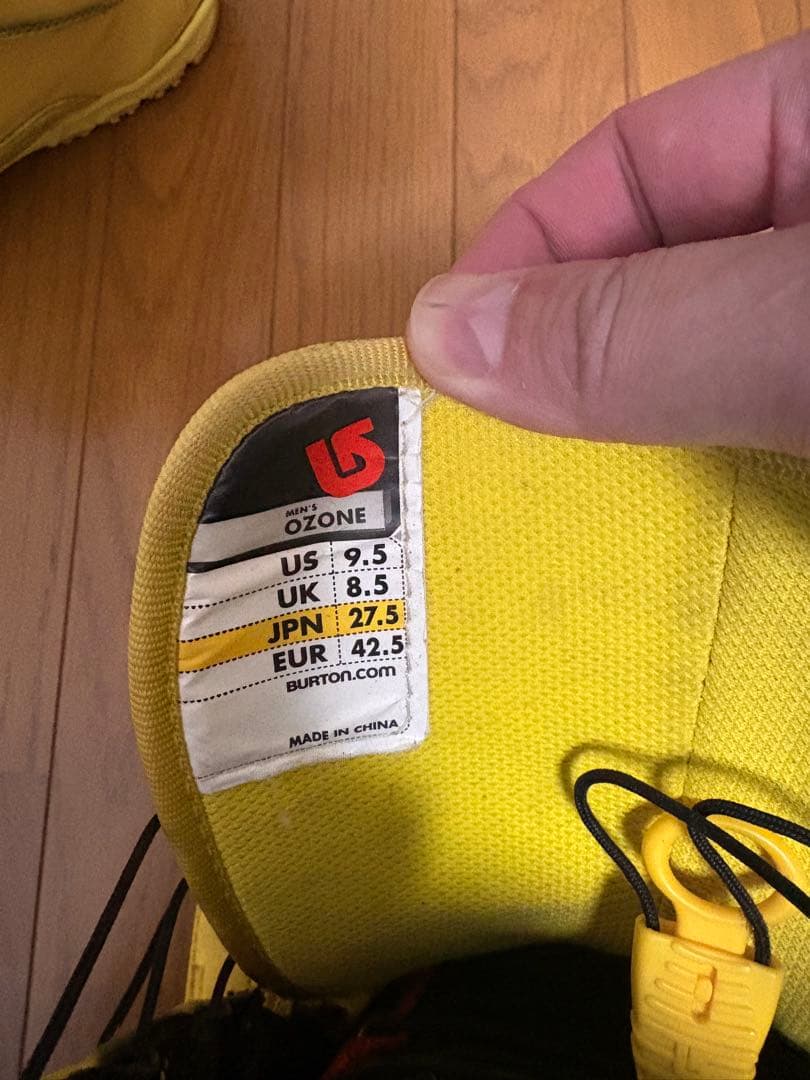 MEN'S
OZONE
US 9.5
UK 8.5
JPN 27.5
EUR 42.5
BURTON.COM
MADE IN CHINA